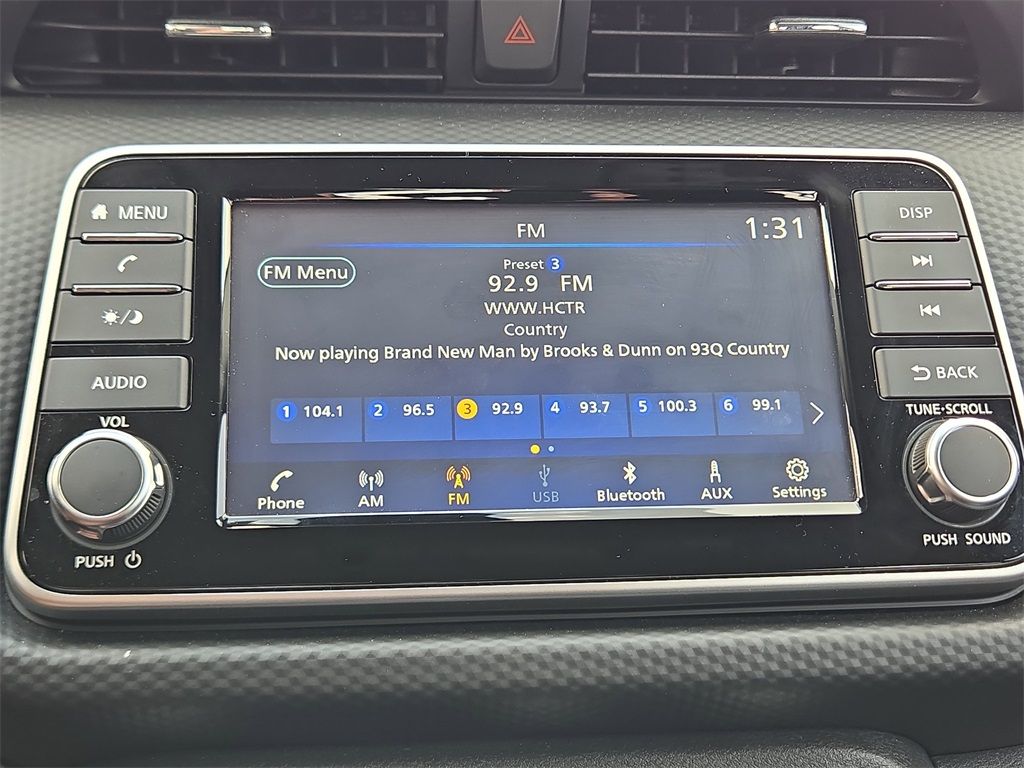 MENU
AUDIO
VOL
PUSH
FM
1:31
FM Menu
Preset 3
92.9 FM
WWW.HCTR
Country
Now playing Brand New Man by Brooks & Dunn on 93Q Country
1 104.1 2 96.5 3 92.9 4 93.7 5 100.3 6 99.1
Phone AM FM USB Bluetooth AUX Settings
DISP
BACK
TUNE·SCROLL
PUSH SOUND